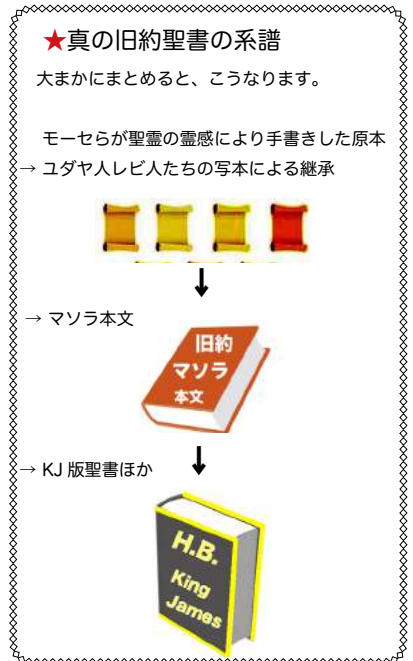 ★真の旧約聖書の系譜
大まかにまとめると、こうなります。
モーセらが聖霊の霊感により手書きした原本
→ ユダヤ人レビ人たちの写本による継承
→ マソラ本文
旧約
マソラ
本文
→ KJ 版聖書ほか
H.B.
King
James